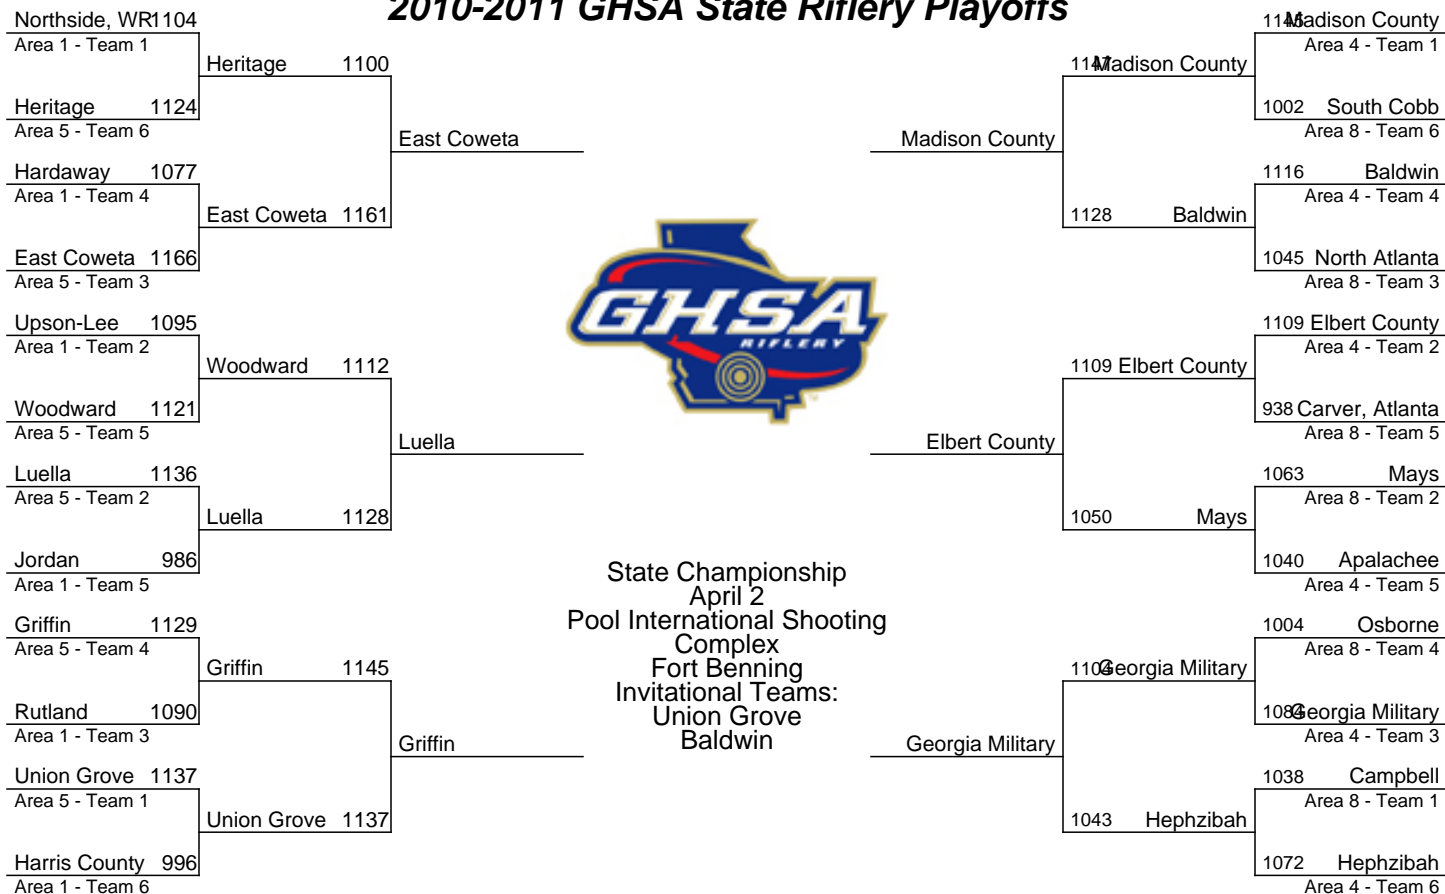 2010-2011 GHSA State Riflery Playoffs
Northside, WR 1104
Area 1 - Team 1
Heritage 1124
Area 5 - Team 6
Hardaway 1077
Area 1 - Team 4
East Coweta 1166
Area 5 - Team 3
Upson-Lee 1095
Area 1 - Team 2
Woodward 1121
Area 5 - Team 5
Luella 1136
Area 5 - Team 2
Jordan 986
Area 1 - Team 5
Griffin 1129
Area 5 - Team 4
Rutland 1090
Area 1 - Team 3
Union Grove 1137
Area 5 - Team 1
Harris County 996
Area 1 - Team 6
Heritage 1100
East Coweta 1161
Woodward 1112
Luella 1128
Griffin 1145
Union Grove 1137
East Coweta
Luella
Griffin
GHSA
RIFLERY
State Championship
April 2
Pool International Shooting
Complex
Fort Benning
Invitational Teams:
Union Grove
Baldwin
Madison County
Elbert County
Georgia Military
1147 Madison County
1128 Baldwin
1109 Elbert County
1050 Mays
1104 Georgia Military
1043 Hephzibah
Madison County
Area 4 - Team 1
1002 South Cobb
Area 8 - Team 6
1116 Baldwin
Area 4 - Team 4
1045 North Atlanta
Area 8 - Team 3
1109 Elbert County
Area 4 - Team 2
938 Carver, Atlanta
Area 8 - Team 5
1063 Mays
Area 8 - Team 2
1040 Apalachee
Area 4 - Team 5
1004 Osborne
Area 8 - Team 4
1084 Georgia Military
Area 4 - Team 3
1038 Campbell
Area 8 - Team 1
1072 Hephzibah
Area 4 - Team 6